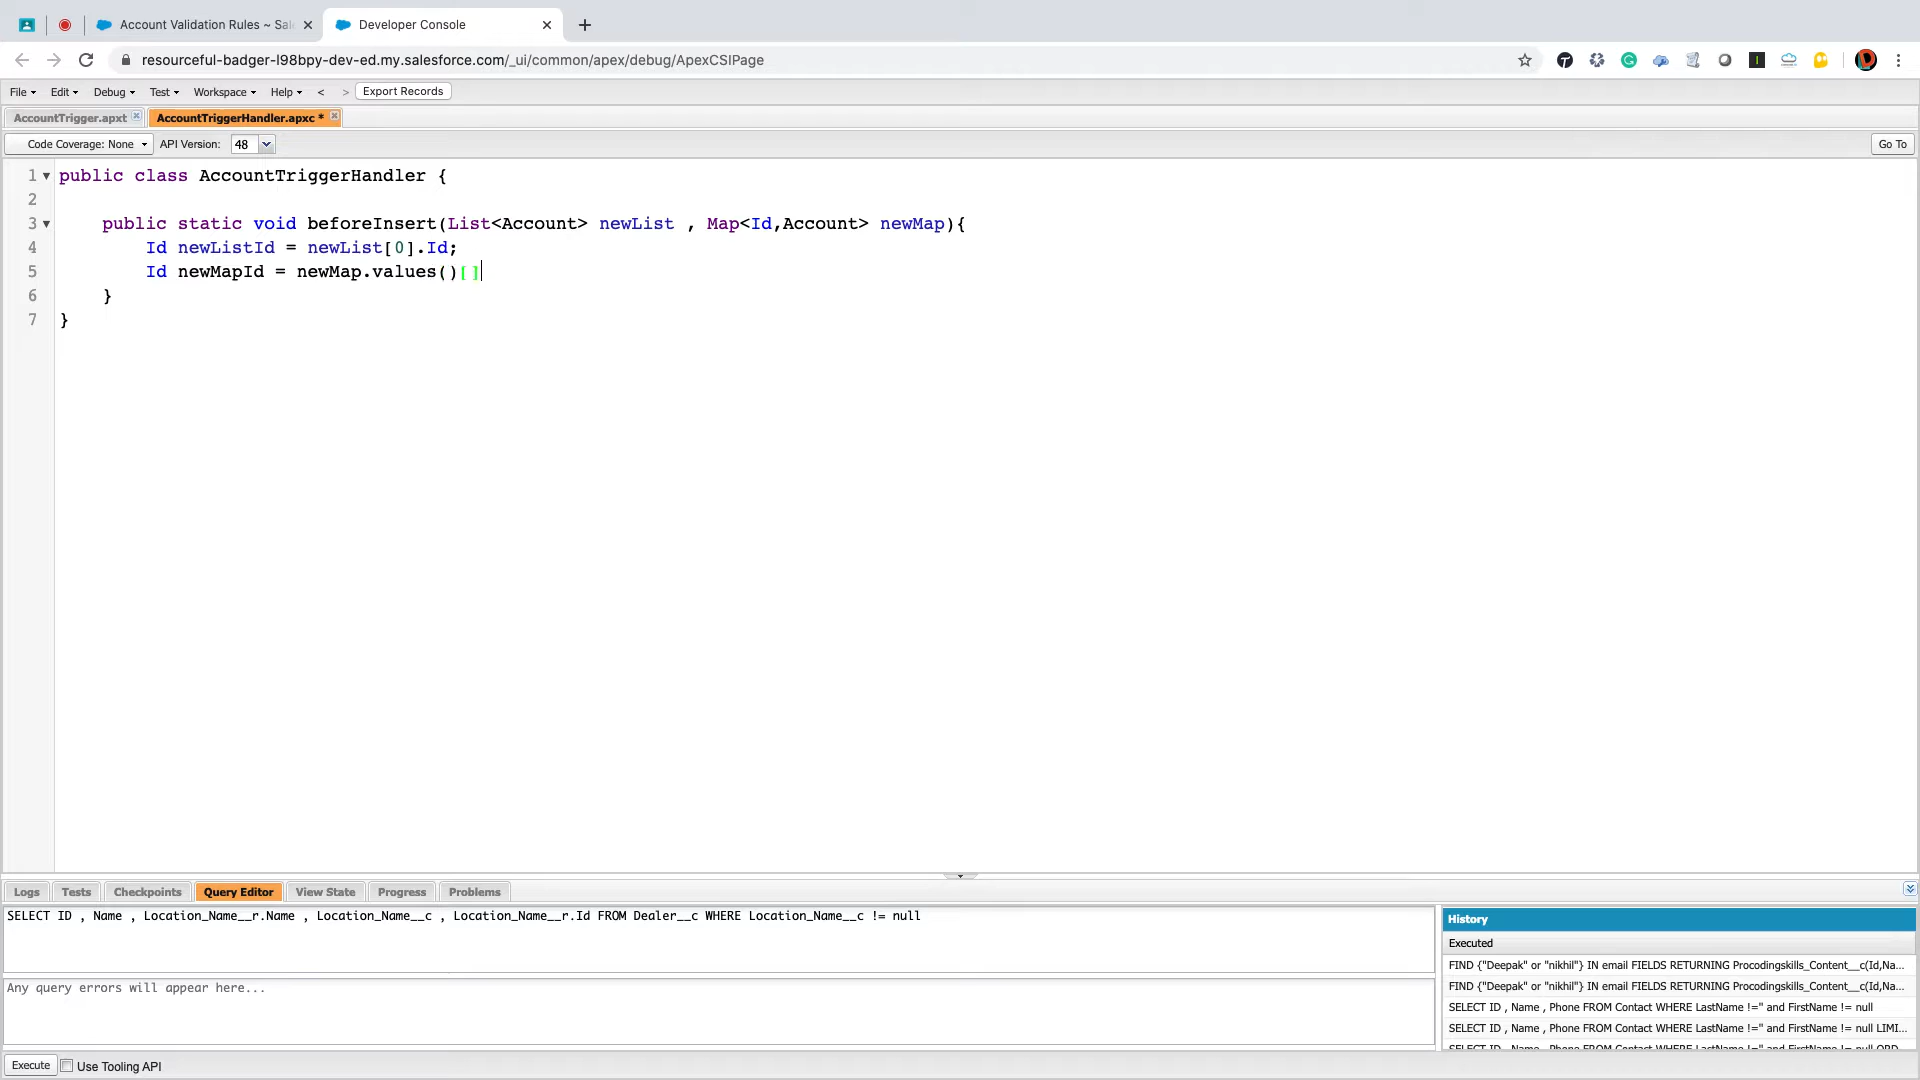 Account Validation Rules ~ Sale
Developer Console
resourceful-badger-l98bpy-dev-ed.my.salesforce.com/_ui/common/apex/debug/ApexCSIPage
File Edit Debug Test Workspace Help < > Export Records
AccountTrigger.apxt AccountTriggerHandler.apxc *
Code Coverage: None API Version: 48 Go To
1 public class AccountTriggerHandler {
2
3 public static void beforeInsert(List<Account> newList , Map<Id,Account> newMap){
4 Id newListId = newList[0].Id;
5 Id newMapId = newMap.values()[]
6 }
7 }
Logs Tests Checkpoints Query Editor View State Progress Problems
SELECT ID , Name , Location_Name__r.Name , Location_Name__c , Location_Name__r.Id FROM Dealer__c WHERE Location_Name__c != null
Any query errors will appear here...
History
Executed
FIND {"Deepak" or "nikhil"} IN email FIELDS RETURNING Procodingskills_Content__c(Id,Na...
FIND {"Deepak" or "nikhil"} IN email FIELDS RETURNING Procodingskills_Content__c(Id,Na...
SELECT ID , Name , Phone FROM Contact WHERE LastName !='' and FirstName != null
SELECT ID , Name , Phone FROM Contact WHERE LastName !='' and FirstName != null LIMI...
SELECT ID , Name , Phone FROM Contact WHERE LastName !='' and FirstName != null ORD...
Execute Use Tooling API